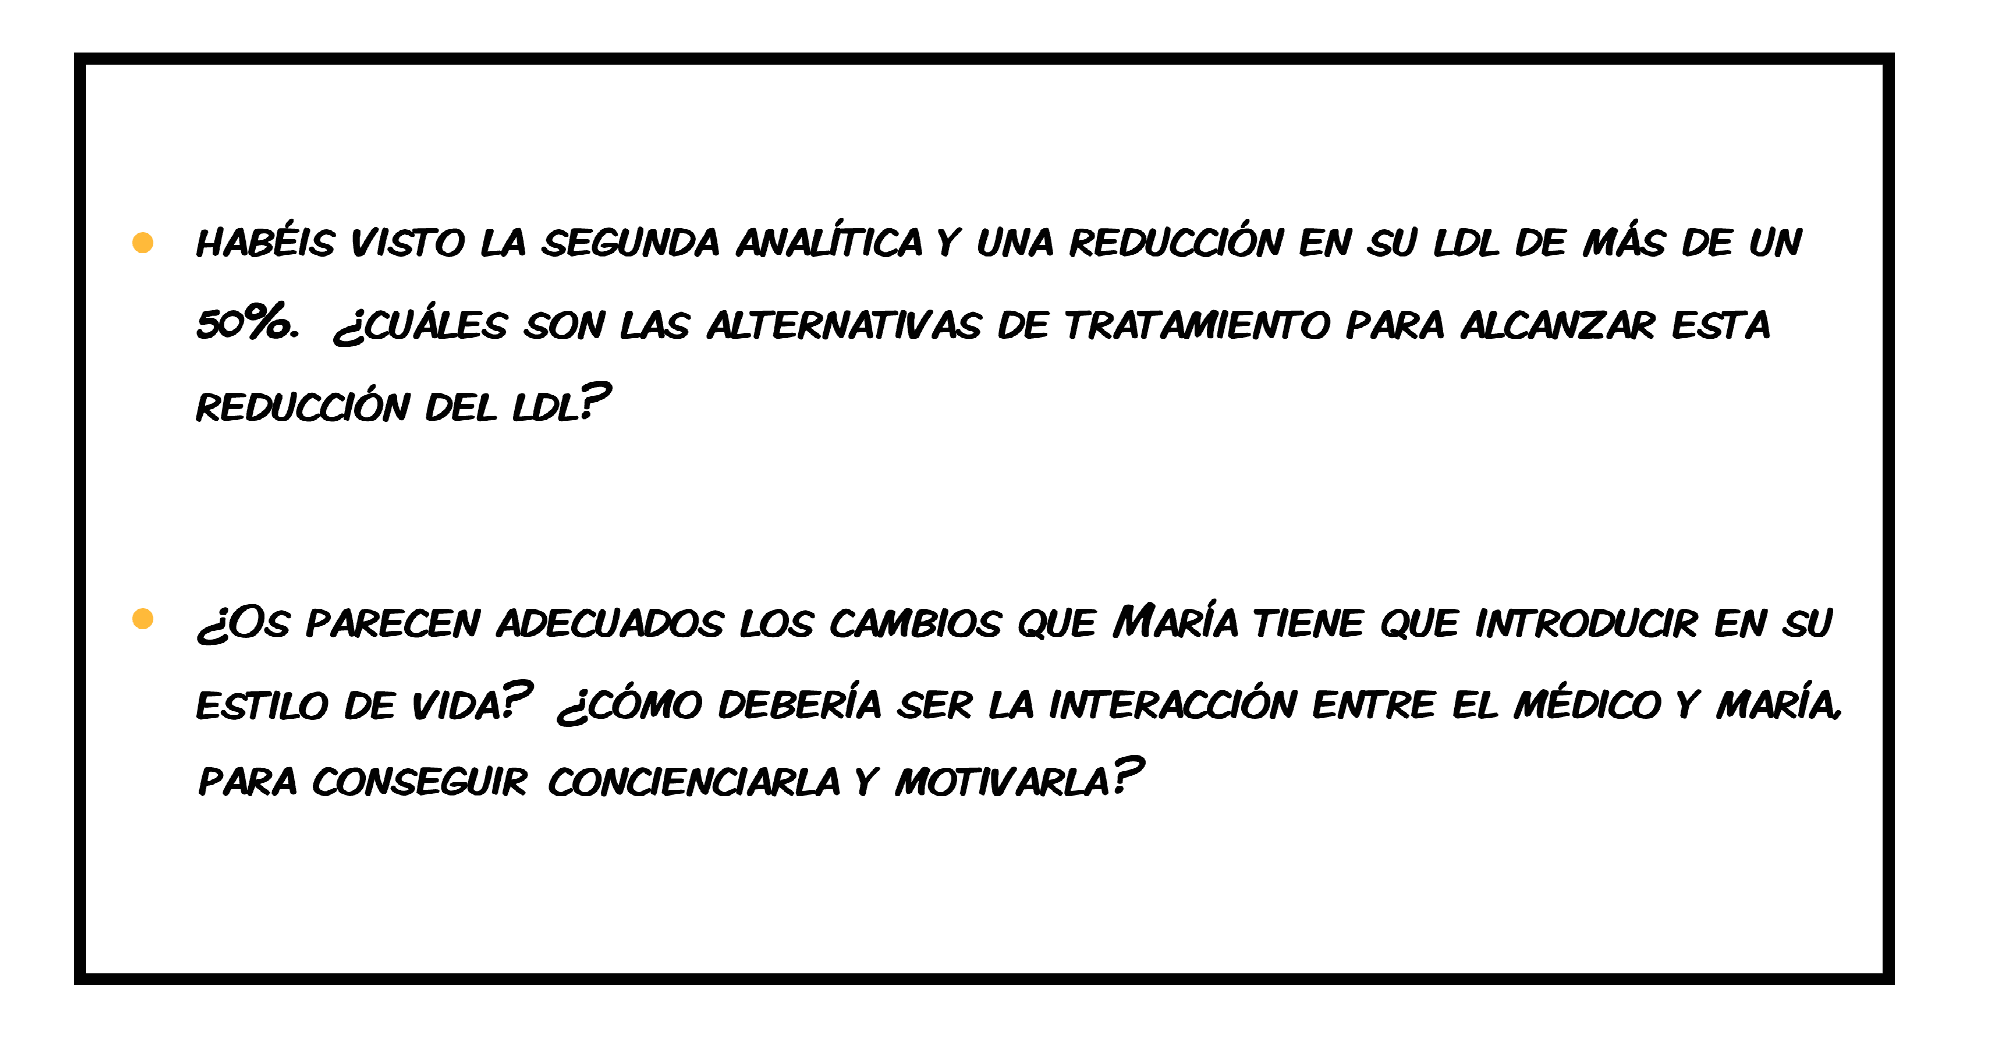 • HABÉIS VISTO LA SEGUNDA ANALÍTICA Y UNA REDUCCIÓN EN SU LDL DE MÁS DE UN
50%. ¿CUÁLES SON LAS ALTERNATIVAS DE TRATAMIENTO PARA ALCANZAR ESTA
REDUCCIÓN DEL LDL?
• ¿OS PARECEN ADECUADOS LOS CAMBIOS QUE MARÍA TIENE QUE INTRODUCIR EN SU
ESTILO DE VIDA? ¿CÓMO DEBERÍA SER LA INTERACCIÓN ENTRE EL MÉDICO Y MARÍA,
PARA CONSEGUIR CONCIENCIARLA Y MOTIVARLA?